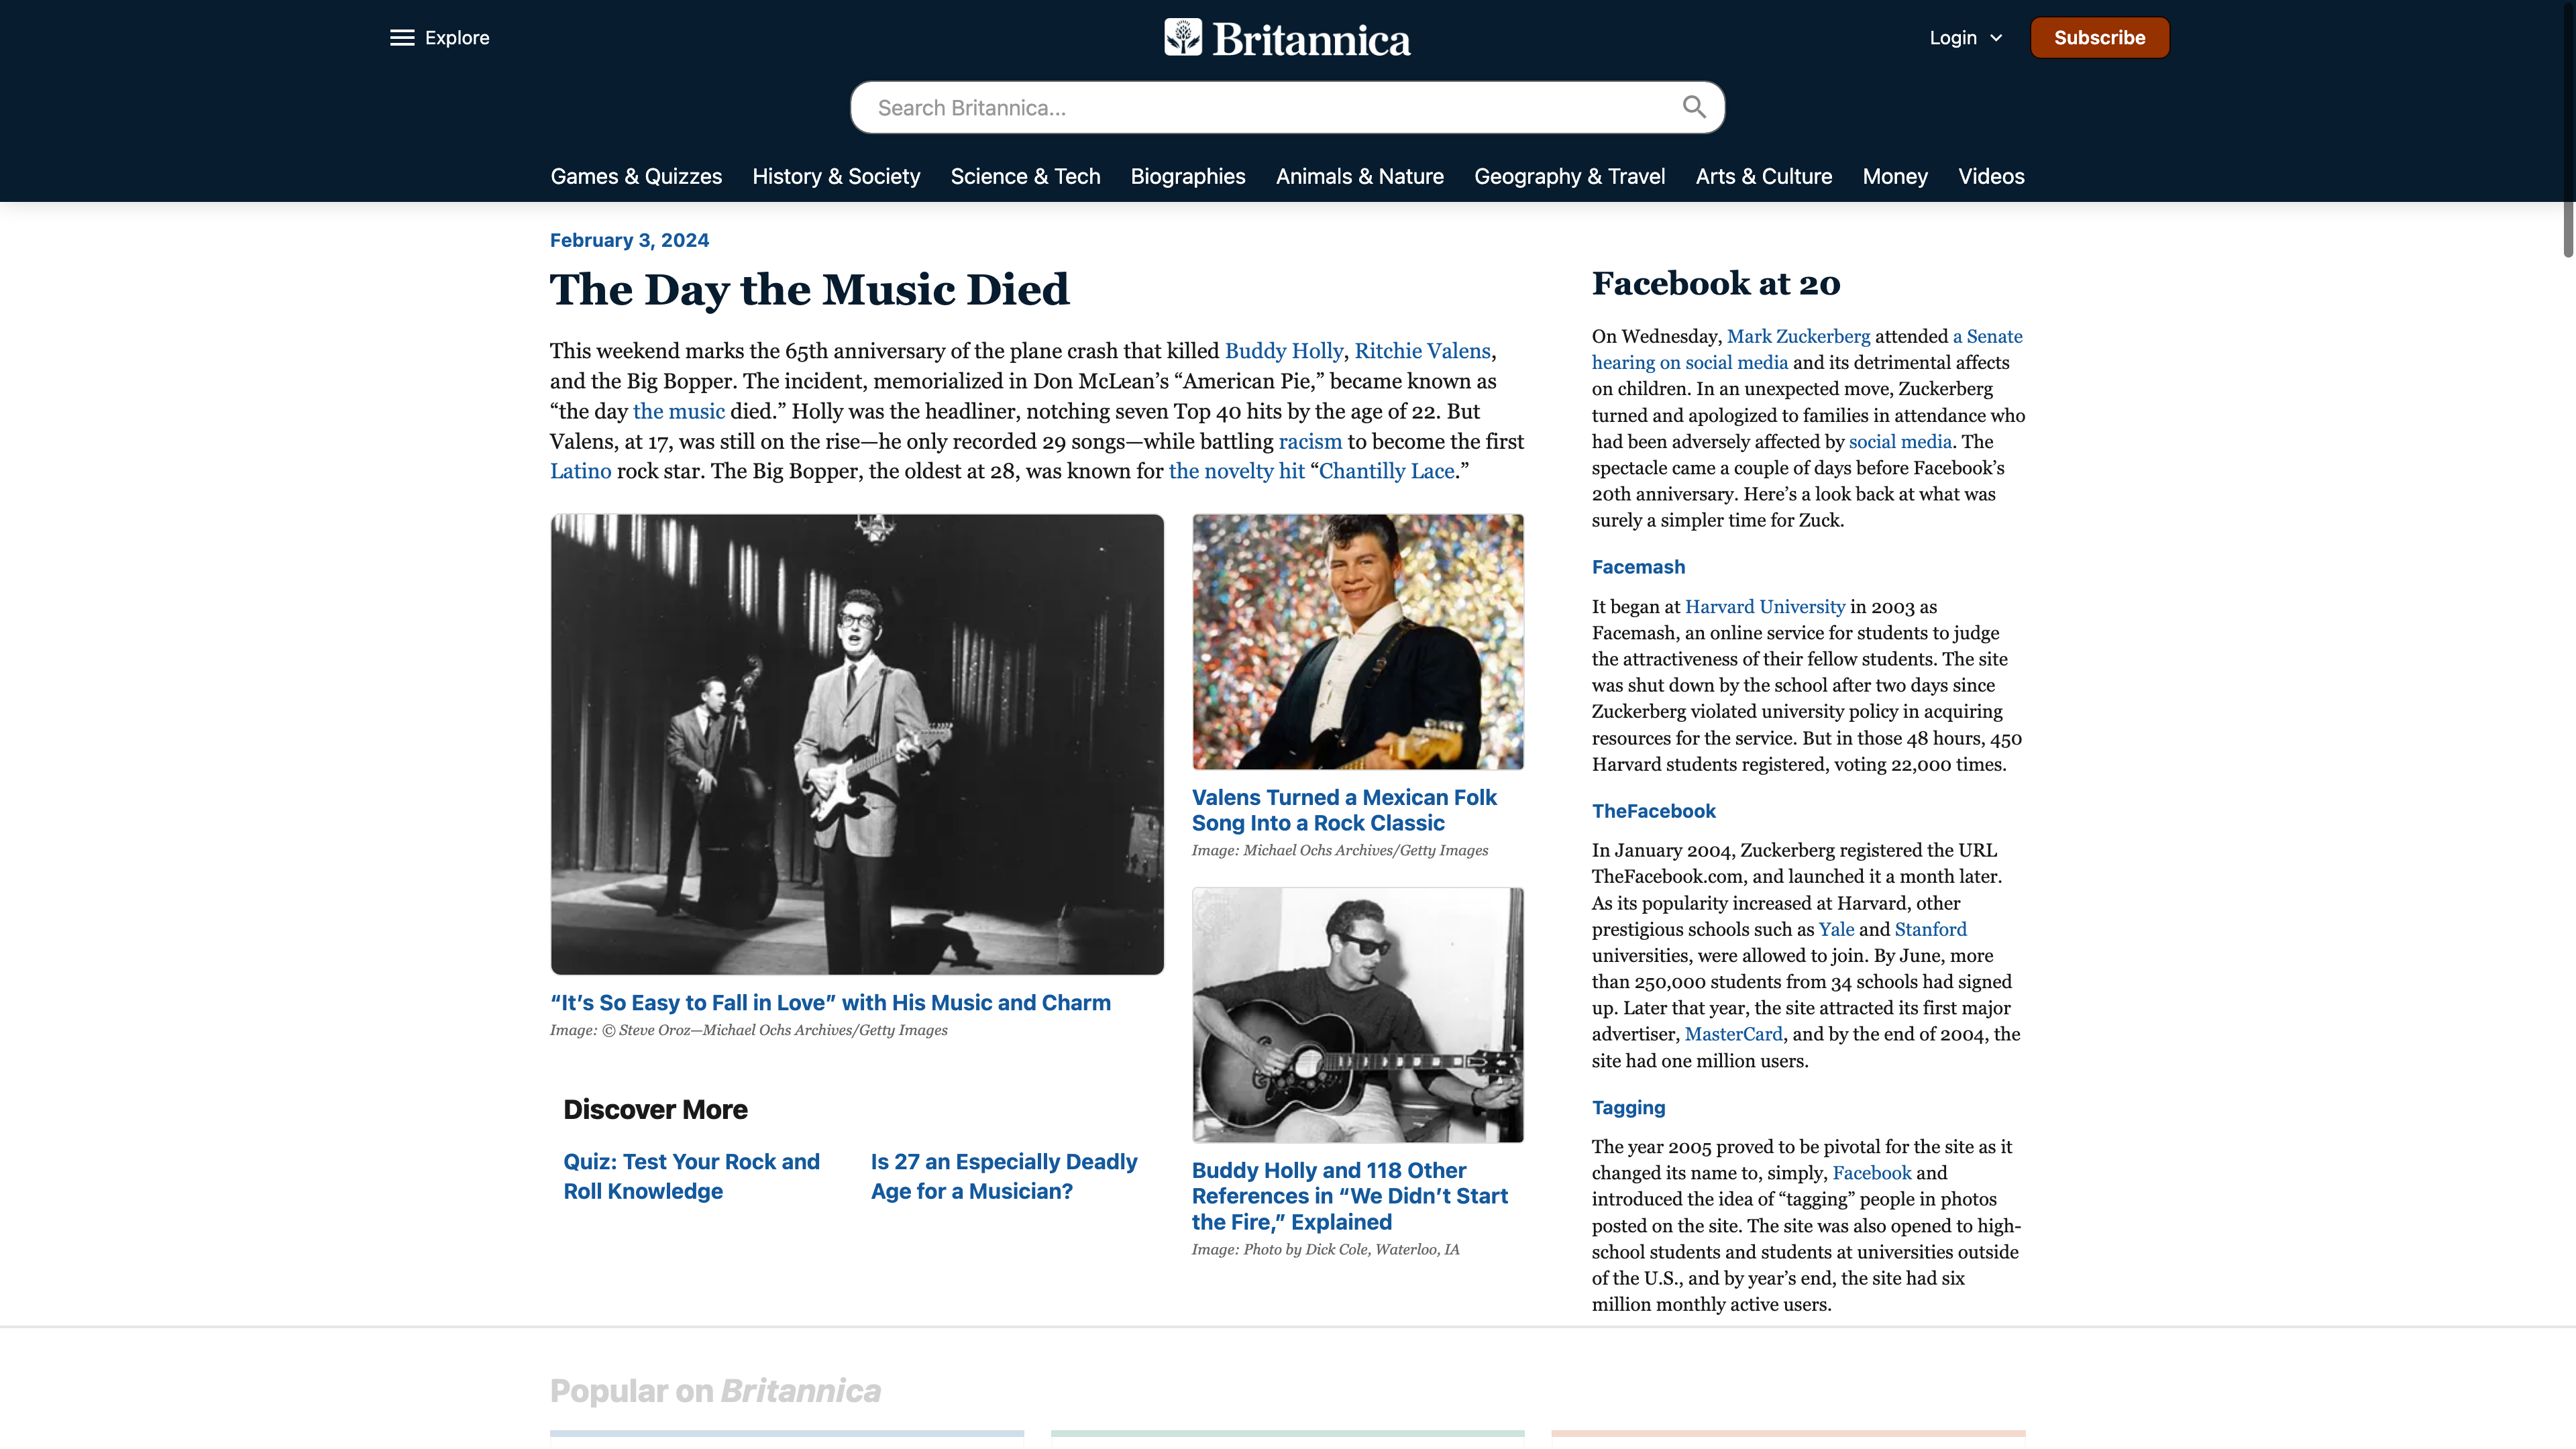 Explore
Britannica
Login
Subscribe
Search Britannica...
Games & Quizzes
History & Society
Science & Tech
Biographies
Animals & Nature
Geography & Travel
Arts & Culture
Money
Videos
February 3, 2024
The Day the Music Died
This weekend marks the 65th anniversary of the plane crash that killed Buddy Holly, Ritchie Valens,
and the Big Bopper. The incident, memorialized in Don McLean’s “American Pie,” became known as
“the day the music died.” Holly was the headliner, notching seven Top 40 hits by the age of 22. But
Valens, at 17, was still on the rise—he only recorded 29 songs—while battling racism to become the first
Latino rock star. The Big Bopper, the oldest at 28, was known for the novelty hit “Chantilly Lace.”
“It’s So Easy to Fall in Love” with His Music and Charm
Image: © Steve Oroz—Michael Ochs Archives/Getty Images
Discover More
Quiz: Test Your Rock and
Roll Knowledge
Is 27 an Especially Deadly
Age for a Musician?
Valens Turned a Mexican Folk
Song Into a Rock Classic
Image: Michael Ochs Archives/Getty Images
Buddy Holly and 118 Other
References in “We Didn’t Start
the Fire,” Explained
Image: Photo by Dick Cole, Waterloo, IA
Facebook at 20
On Wednesday, Mark Zuckerberg attended a Senate
hearing on social media and its detrimental affects
on children. In an unexpected move, Zuckerberg
turned and apologized to families in attendance who
had been adversely affected by social media. The
spectacle came a couple of days before Facebook’s
20th anniversary. Here’s a look back at what was
surely a simpler time for Zuck.
Facemash
It began at Harvard University in 2003 as
Facemash, an online service for students to judge
the attractiveness of their fellow students. The site
was shut down by the school after two days since
Zuckerberg violated university policy in acquiring
resources for the service. But in those 48 hours, 450
Harvard students registered, voting 22,000 times.
TheFacebook
In January 2004, Zuckerberg registered the URL
TheFacebook.com, and launched it a month later.
As its popularity increased at Harvard, other
prestigious schools such as Yale and Stanford
universities, were allowed to join. By June, more
than 250,000 students from 34 schools had signed
up. Later that year, the site attracted its first major
advertiser, MasterCard, and by the end of 2004, the
site had one million users.
Tagging
The year 2005 proved to be pivotal for the site as it
changed its name to, simply, Facebook and
introduced the idea of “tagging” people in photos
posted on the site. The site was also opened to high-
school students and students at universities outside
of the U.S., and by year’s end, the site had six
million monthly active users.
Popular on Britannica